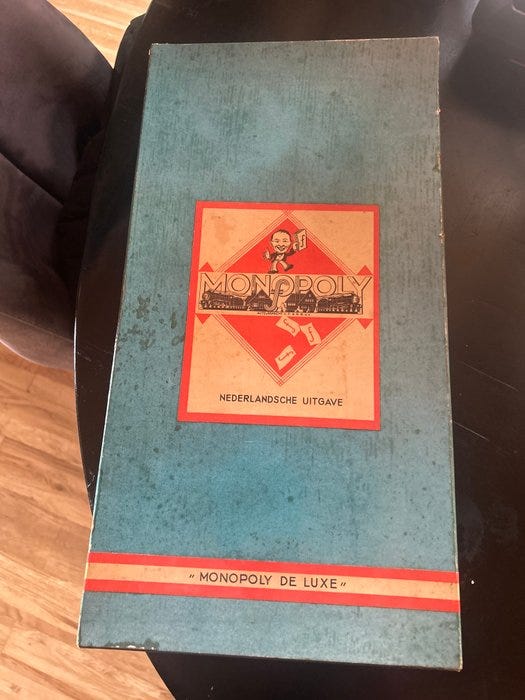 MONOPOLY
NEDERLANDSCHE UITGAVE
„ MONOPOLY DE LUXE „